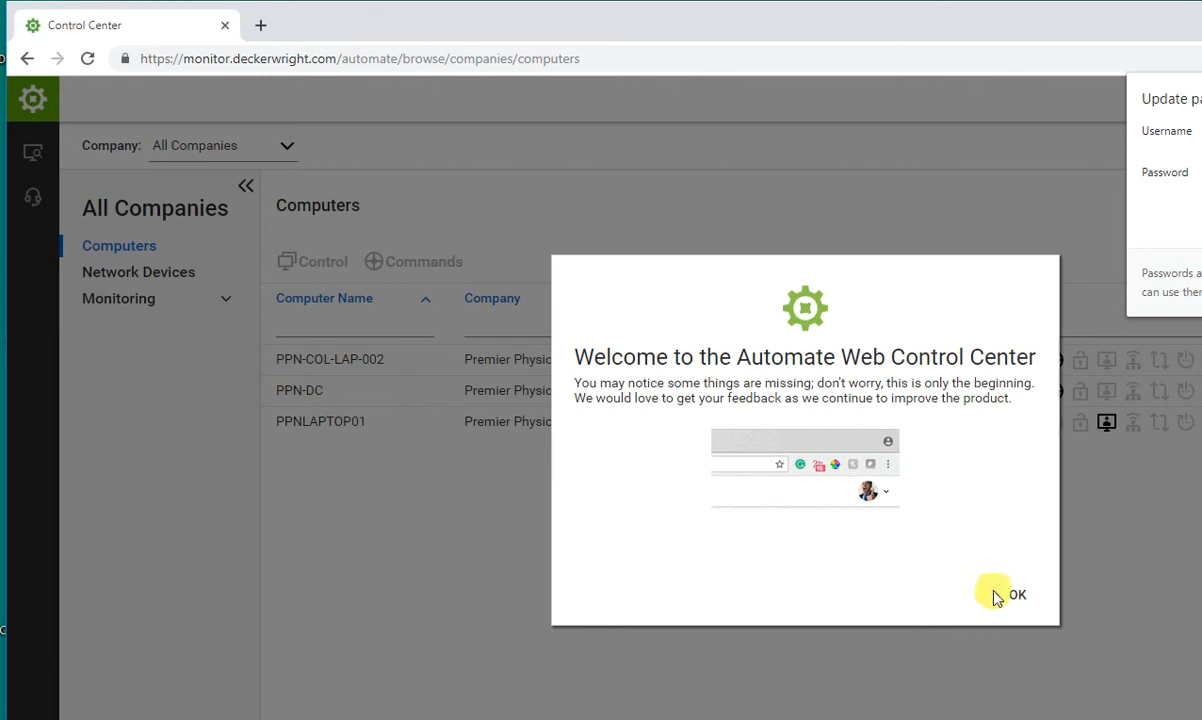 Control Center
https://monitor.deckerwright.com/automate/browse/companies/computers
Update pa
Username
Password
Passwords a
can use ther
Company: All Companies
All Companies
Computers
Network Devices
Monitoring
Computers
Control Commands
Computer Name Company
PPN-COL-LAP-002 Premier Physic
PPN-DC Premier Physic
PPNLAPTOP01 Premier Physic
Welcome to the Automate Web Control Center
You may notice some things are missing; don't worry, this is only the beginning.
We would love to get your feedback as we continue to improve the product.
OK